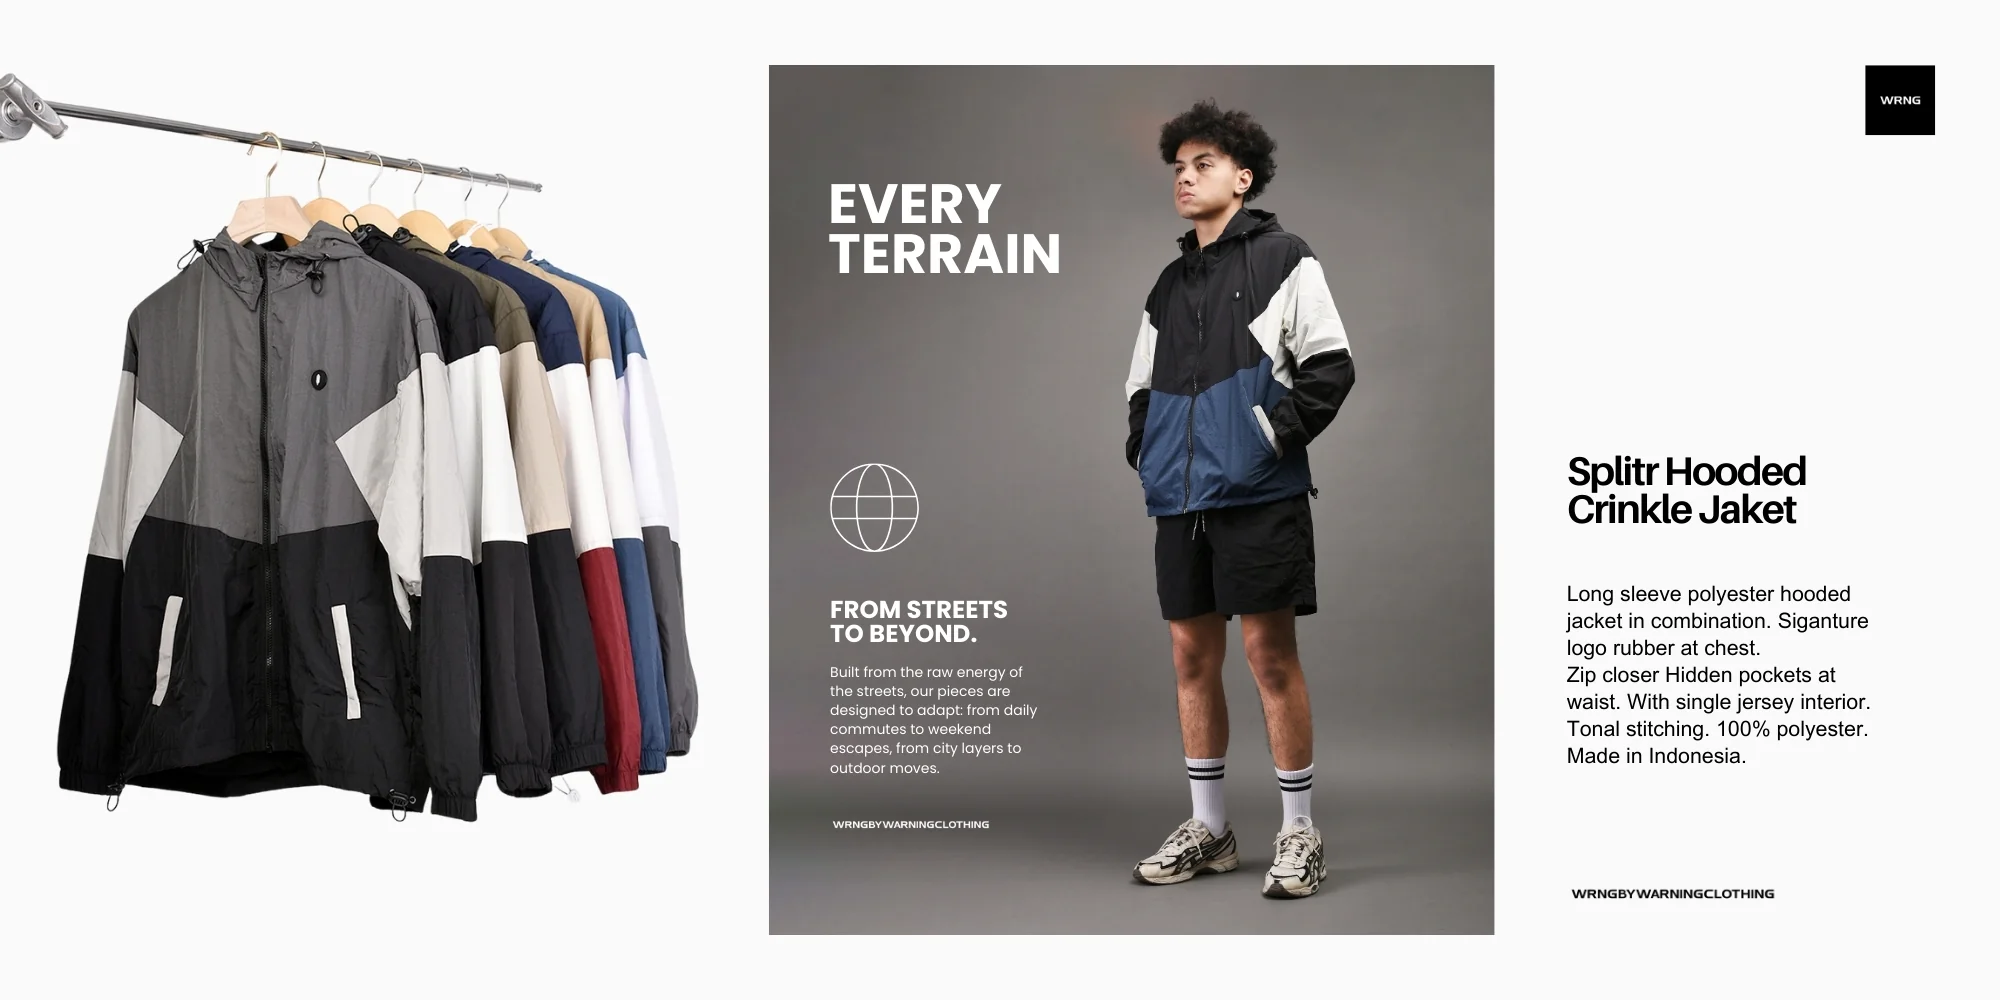 EVERY
TERRAIN
FROM STREETS
TO BEYOND.
Built from the raw energy of
the streets, our pieces are
designed to adapt: from daily
commutes to weekend
escapes, from city layers to
outdoor moves.
WRNGBYWARNINGCLOTHING
WRNG
Splitr Hooded
Crinkle Jaket
Long sleeve polyester hooded
jacket in combination. Siganture
logo rubber at chest.
Zip closer Hidden pockets at
waist. With single jersey interior.
Tonal stitching. 100% polyester.
Made in Indonesia.
WRNGBYWARNINGCLOTHING